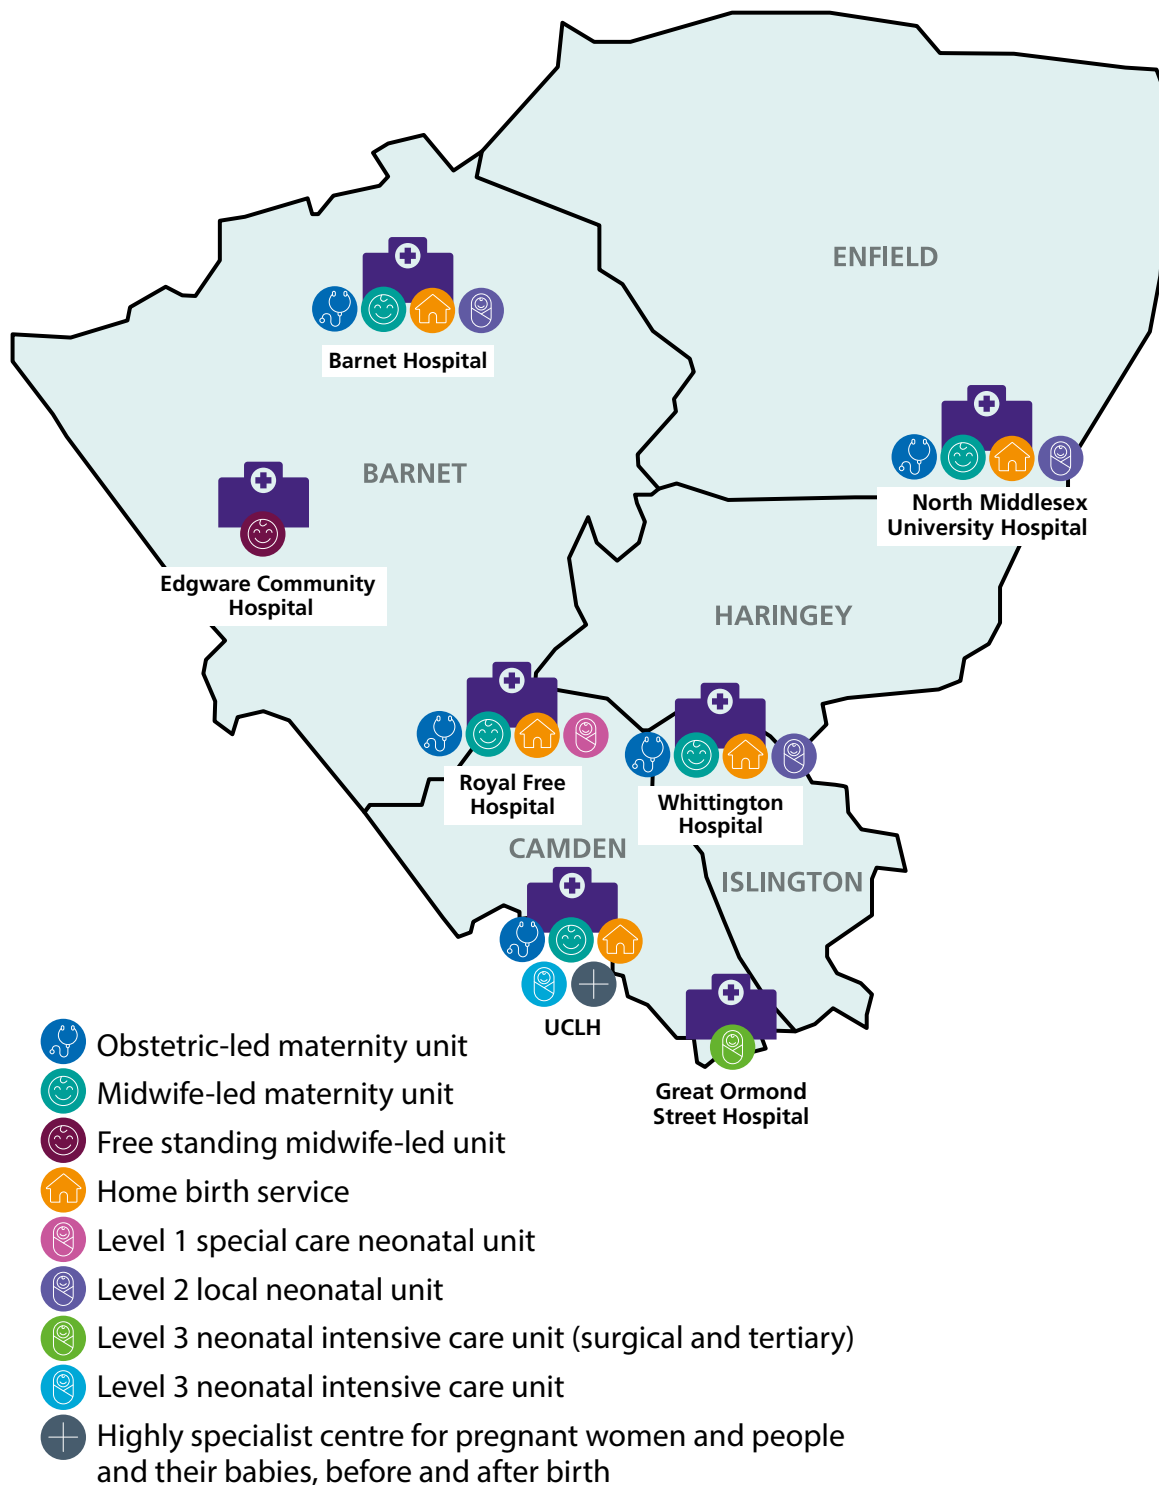 ENFIELD
Barnet Hospital
BARNET
North Middlesex
University Hospital
Edgware Community
Hospital
HARINGEY
Royal Free
Hospital
Whittington
Hospital
CAMDEN
ISLINGTON
UCLH
Great Ormond
Street Hospital
Obstetric-led maternity unit
Midwife-led maternity unit
Free standing midwife-led unit
Home birth service
Level 1 special care neonatal unit
Level 2 local neonatal unit
Level 3 neonatal intensive care unit (surgical and tertiary)
Level 3 neonatal intensive care unit
Highly specialist centre for pregnant women and people
and their babies, before and after birth